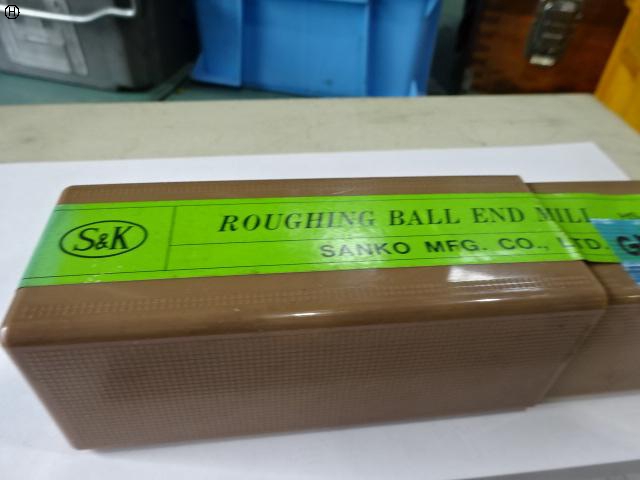 S&K
ROUGHING BALL END MILL
SANKO MFG. CO., LTD.
H